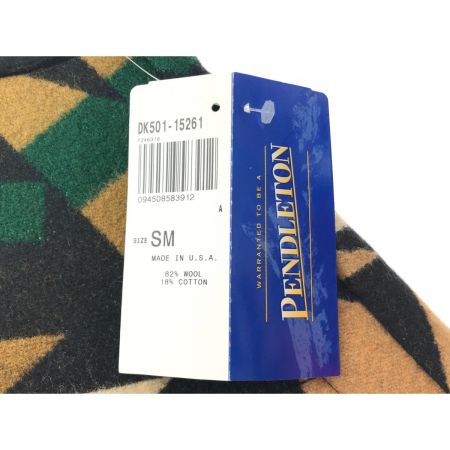 DK501-15261
094508583912
A
SIZE SM
MADE IN U.S.A.
82% WOOL
18% COTTON
WARRANTED TO BE A
PENDLETON